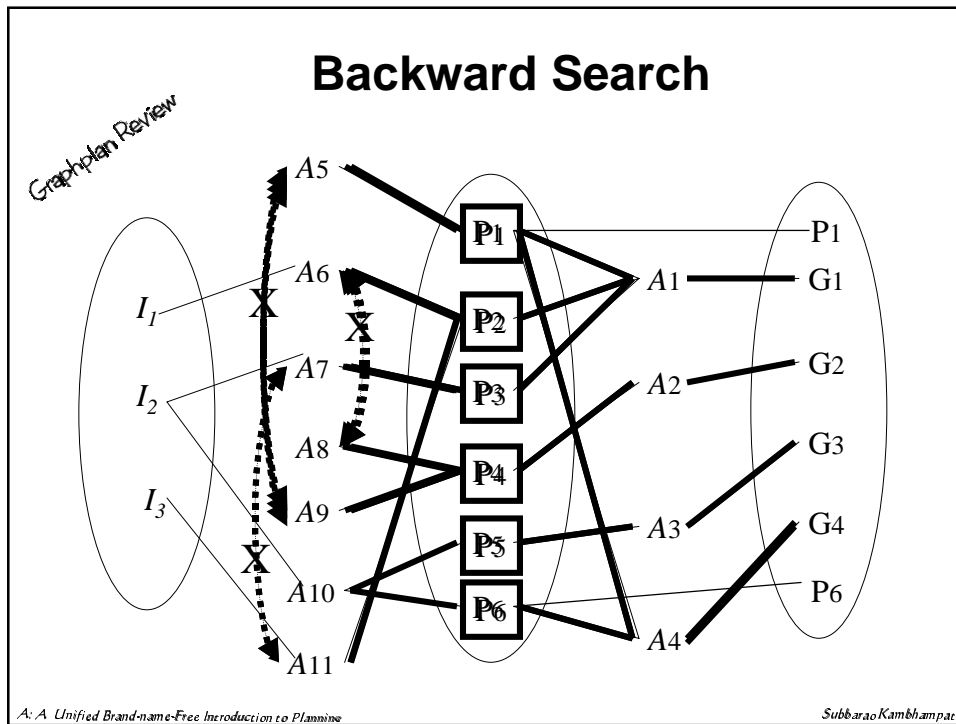 Backward Search
Graphplan Review
A5
A6
A7
A8
A9
A10
A11
I1
I2
I3
X
X
X
P1
P2
P3
P4
P5
P6
A1
A2
A3
A4
P1
G1
G2
G3
G4
P6
A: A Unified Brand-name-Free Introduction to Planning
Subbarao Kambhampat